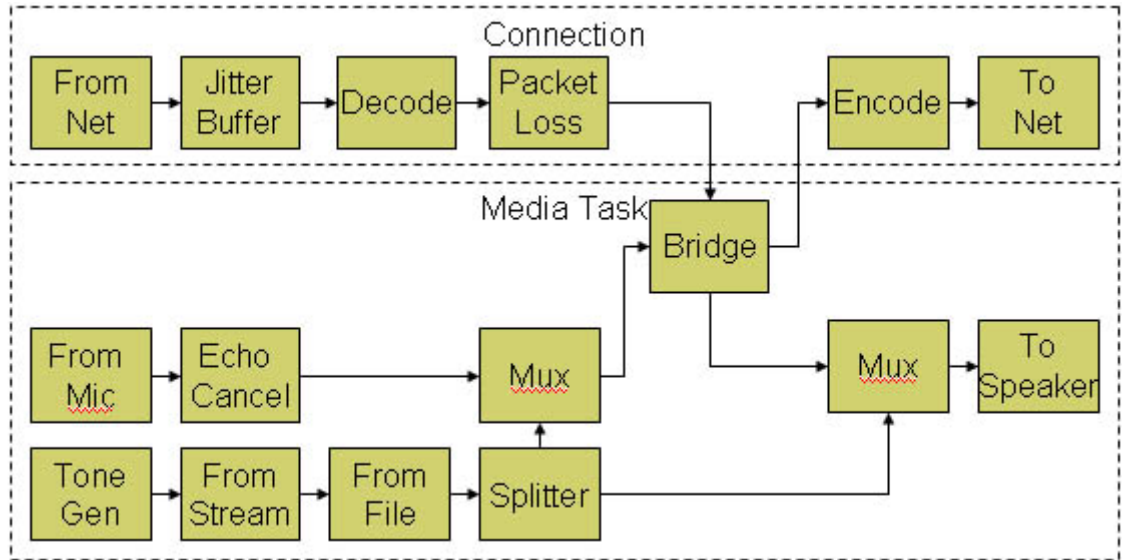 Connection
From
Net
Jitter
Buffer
Decode
Packet
Loss
Encode
To
Net
Media Task
Bridge
From
Mic
Echo
Cancel
Mux
Mux
To
Speaker
Tone
Gen
From
Stream
From
File
Splitter